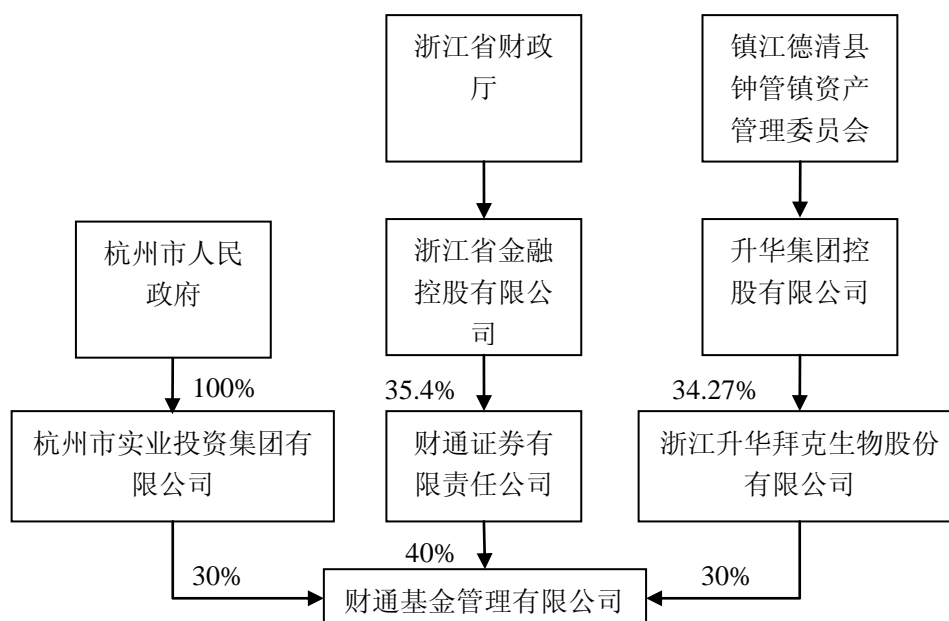 浙江省财政
厅
镇江德清县
钟管镇资产
管理委员会
杭州市人民
政府
浙江省金融
控股有限公
司
升华集团控
股有限公司
100%
35.4%
34.27%
杭州市实业投资集团有
限公司
财通证券有
限责任公司
浙江升华拜克生物股份
有限公司
30%
40%
30%
财通基金管理有限公司